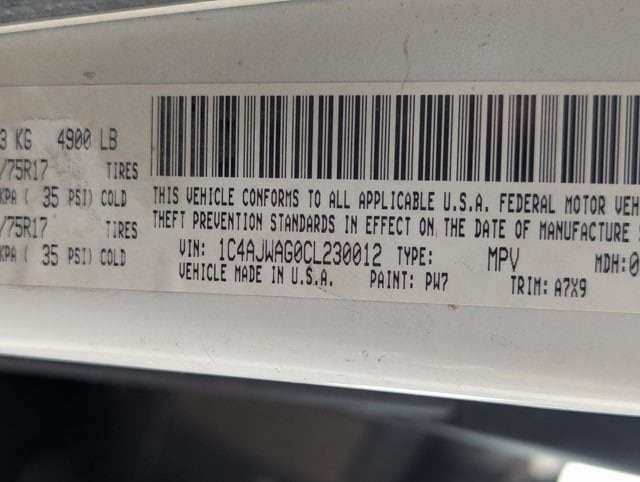 3 KG 4900 LB
/75R17 TIRES
KPA ( 35 PSI) COLD
/75R17 TIRES
KPA ( 35 PSI) COLD
THIS VEHICLE CONFORMS TO ALL APPLICABLE U.S.A. FEDERAL MOTOR VEH
THEFT PREVENTION STANDARDS IN EFFECT ON THE DATE OF MANUFACTURE
VIN: 1C4AJWAG0CL230012 TYPE: MPV MDH:0
VEHICLE MADE IN U.S.A. PAINT: PW7 TRIM: A7X9